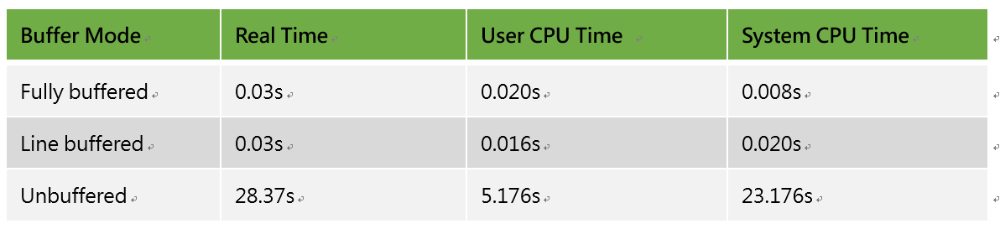 Buffer Mode Real Time User CPU Time System CPU Time
Fully buffered 0.03s 0.020s 0.008s
Line buffered 0.03s 0.016s 0.020s
Unbuffered 28.37s 5.176s 23.176s